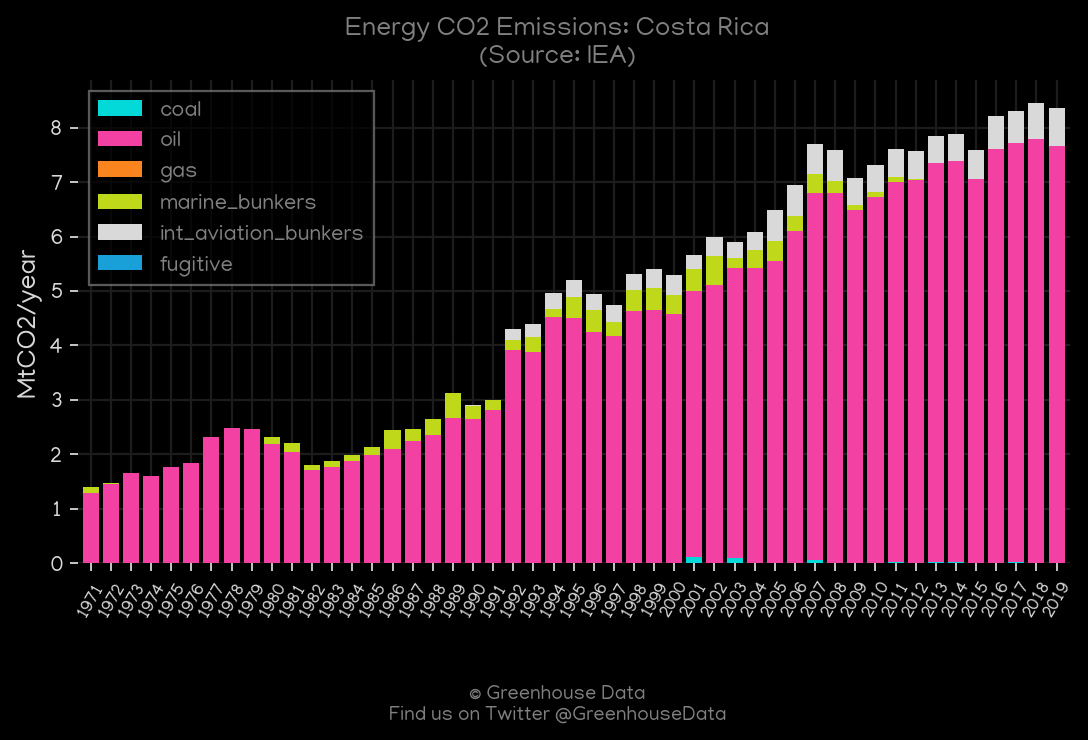 Energy CO2 Emissions: Costa Rica
(Source: IEA)
coal
oil
gas
marine_bunkers
int_aviation_bunkers
fugitive
MtCO2/year
8
7
6
5
4
3
2
1
0
1971 1972 1973 1974 1975 1976 1977 1978 1979 1980 1981 1982 1983 1984 1985 1986 1987 1988 1989 1990 1991 1992 1993 1994 1995 1996 1997 1998 1999 2000 2001 2002 2003 2004 2005 2006 2007 2008 2009 2010 2011 2012 2013 2014 2015 2016 2017 2018 2019
© Greenhouse Data
Find us on Twitter @GreenhouseData